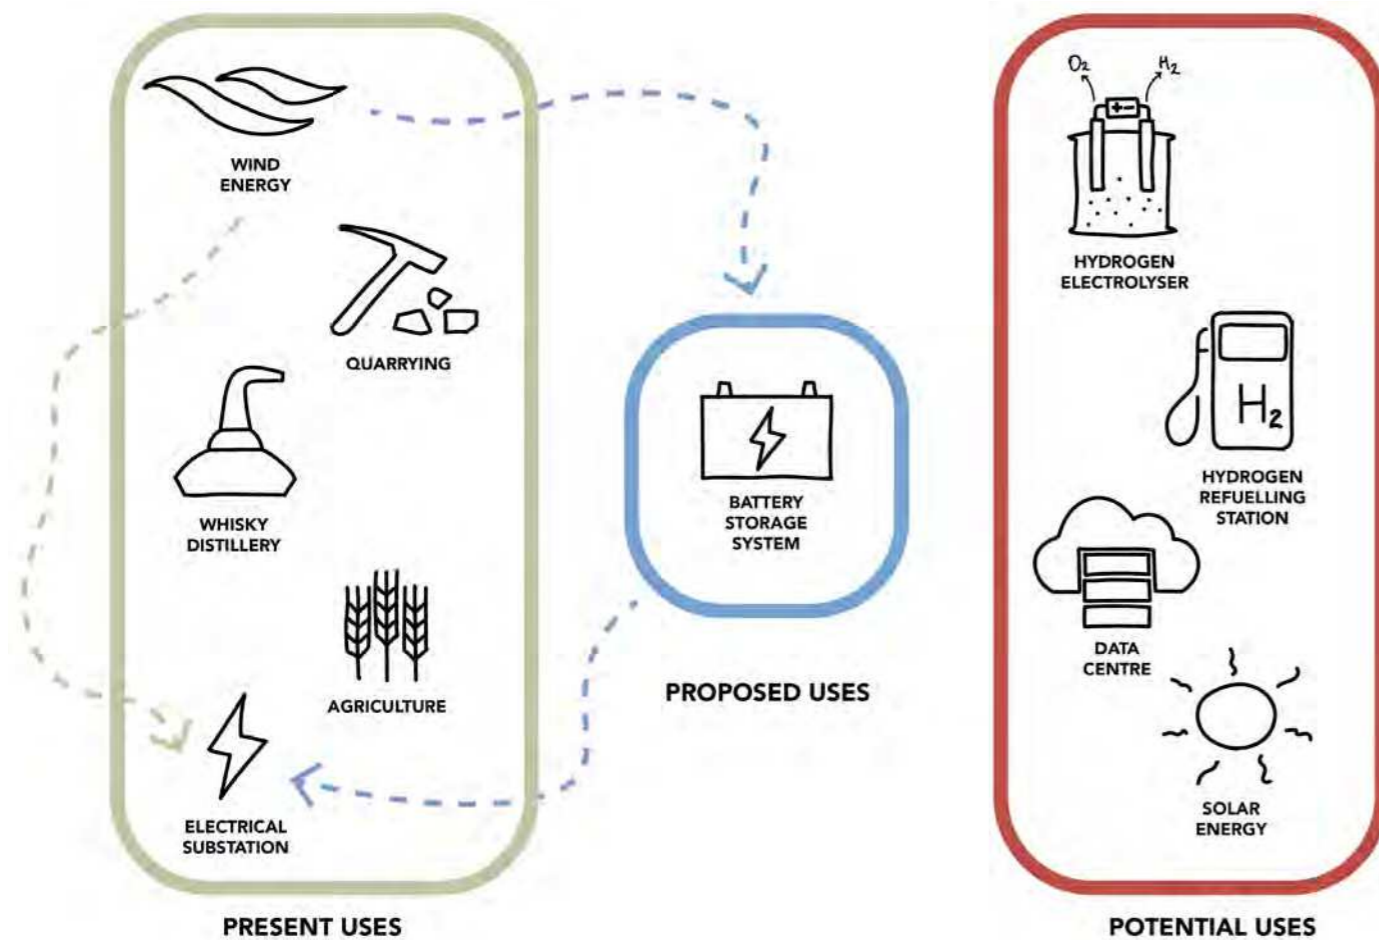 WIND
ENERGY
QUARRYING
WHISKY
DISTILLERY
AGRICULTURE
ELECTRICAL
SUBSTATION
PRESENT USES
BATTERY
STORAGE
SYSTEM
PROPOSED USES
O₂
H₂
+-
HYDROGEN
ELECTROLYSER
H₂
HYDROGEN
REFUELLING
STATION
DATA
CENTRE
SOLAR
ENERGY
POTENTIAL USES